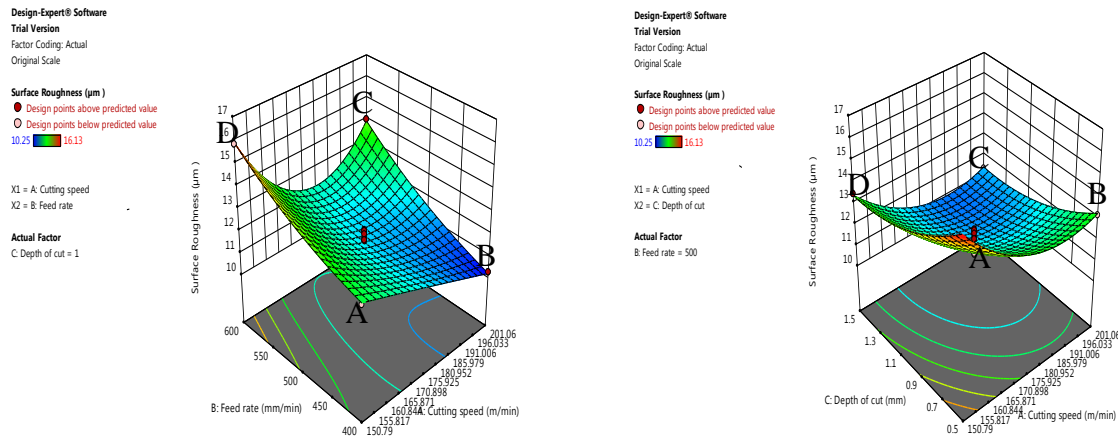 Design-Expert® Software
Trial Version
Factor Coding: Actual
Original Scale
Surface Roughness (µm )
Design points above predicted value
Design points below predicted value
10.25 16.13
X1 = A: Cutting speed
X2 = B: Feed rate
Actual Factor
C: Depth of cut = 1
17
16
15
14
13
12
11
10
Surface Roughness (µm )
D
C
B
A
600
550
500
450
400
B: Feed rate (mm/min)
150.79
155.817
160.844
165.871
170.898
175.925
180.952
185.979
191.006
196.033
201.06
A: Cutting speed (m/min)
Design-Expert® Software
Trial Version
Factor Coding: Actual
Original Scale
Surface Roughness (µm )
Design points above predicted value
Design points below predicted value
10.25 16.13
X1 = A: Cutting speed
X2 = C: Depth of cut
Actual Factor
B: Feed rate = 500
17
16
15
14
13
12
11
10
Surface Roughness (µm )
D
C
B
A
1.5
1.3
1.1
0.9
0.7
0.5
C: Depth of cut (mm)
150.79
155.817
160.844
165.871
170.898
175.925
180.952
185.979
191.006
196.033
201.06
A: Cutting speed (m/min)